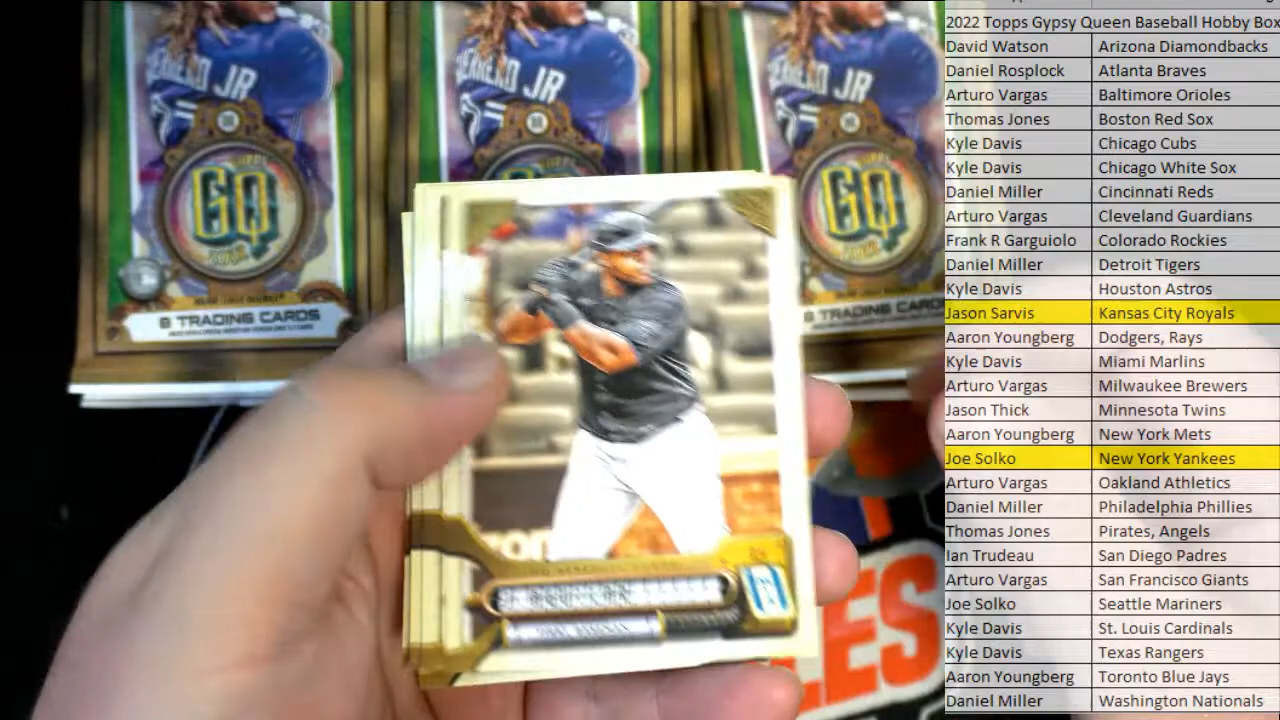 ERRERO JR
ERRERO JR
RERO JR
TOPPS
GQ
8 TRADING CARDS
GQ
8 TRADING CARDS
2022 Topps Gypsy Queen Baseball Hobby Box
David Watson Arizona Diamondbacks
Daniel Rosplock Atlanta Braves
Arturo Vargas Baltimore Orioles
Thomas Jones Boston Red Sox
Kyle Davis Chicago Cubs
Kyle Davis Chicago White Sox
Daniel Miller Cincinnati Reds
Arturo Vargas Cleveland Guardians
Frank R Garguiolo Colorado Rockies
Daniel Miller Detroit Tigers
Kyle Davis Houston Astros
Jason Sarvis Kansas City Royals
Aaron Youngberg Dodgers, Rays
Kyle Davis Miami Marlins
Arturo Vargas Milwaukee Brewers
Jason Thick Minnesota Twins
Aaron Youngberg New York Mets
Joe Solko New York Yankees
Arturo Vargas Oakland Athletics
Daniel Miller Philadelphia Phillies
Thomas Jones Pirates, Angels
Ian Trudeau San Diego Padres
Arturo Vargas San Francisco Giants
Joe Solko Seattle Mariners
Kyle Davis St. Louis Cardinals
Kyle Davis Texas Rangers
Aaron Youngberg Toronto Blue Jays
Daniel Miller Washington Nationals
LES